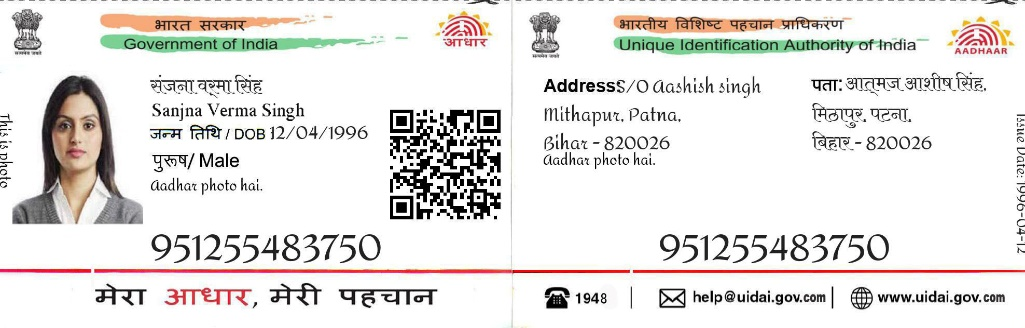 भारत सरकार
Government of India
आधार
संजना वर्मा सिंह
Sanjna Verma Singh
जन्म तिथि / DOB 12/04/1996
पुरूष/ Male
Aadhar photo hai.
This is photo
951255483750
मेरा आधार, मेरी पहचान
भारतीय विशिष्ट पहचान प्राधिकरण
Unique Identification Authority of India
AADHAAR
AddressS/O Aashish singh
Mithapur, Patna,
Bihar - 820026
Aadhar photo hai.
पता: आत्मज आशीष सिंह,
मिठापुर, पटना,
बिहार - 820026
Issue Date: 1996-04-12
951255483750
1948 | help@uidai.gov.com | www.uidai.gov.com